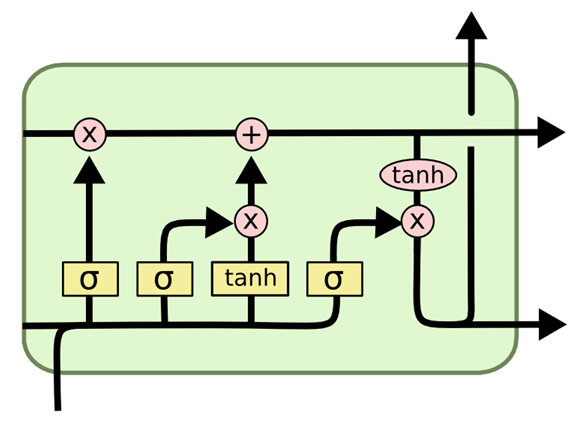 x +
tanh
x x
σ σ tanh σ